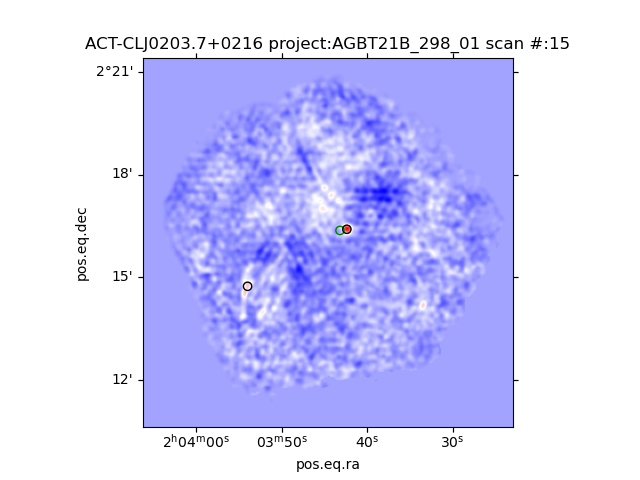 ACT-CLJ0203.7+0216 project:AGBT21B_298_01 scan #:15
2°21'
18'
15'
12'
pos.eq.dec
2ʰ04ᵐ00ˢ 03ᵐ50ˢ 40ˢ 30ˢ
pos.eq.ra